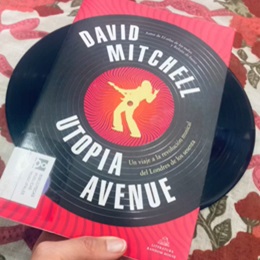 DAVID
MITCHELL
UTOPIA
AVENUE
Un viaje a la revolución musical
del Londres de los sesenta